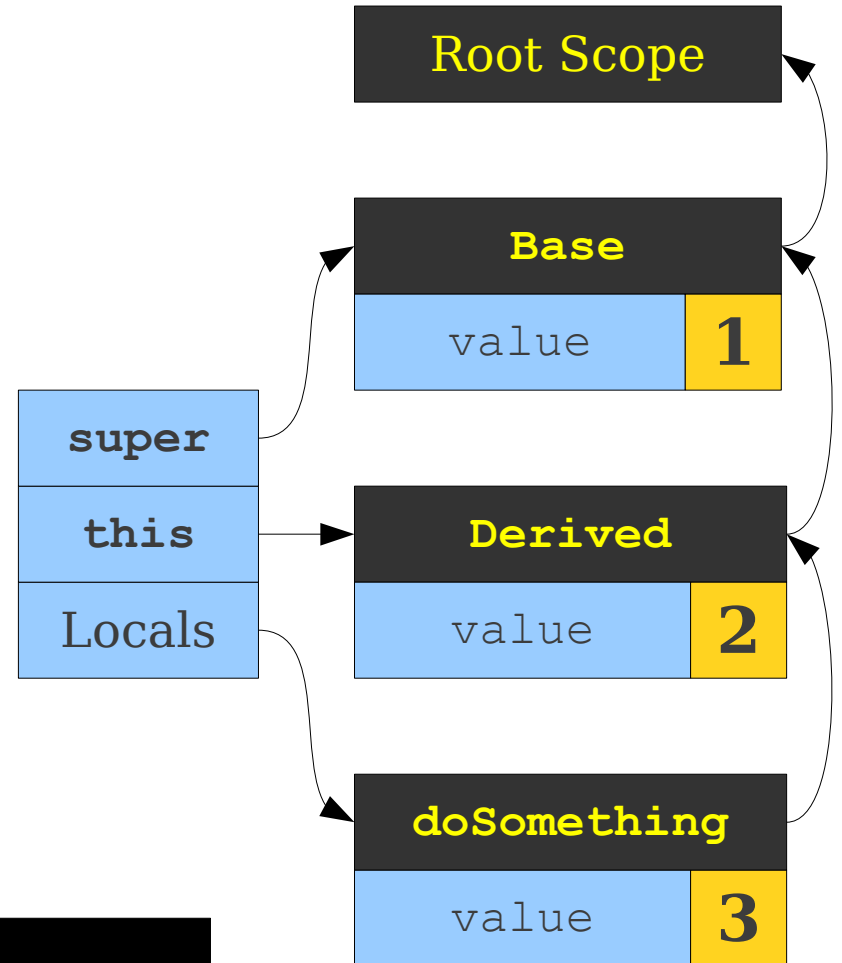 Root Scope
Base
value 1
super
this
Locals
Derived
value 2
doSomething
value 3